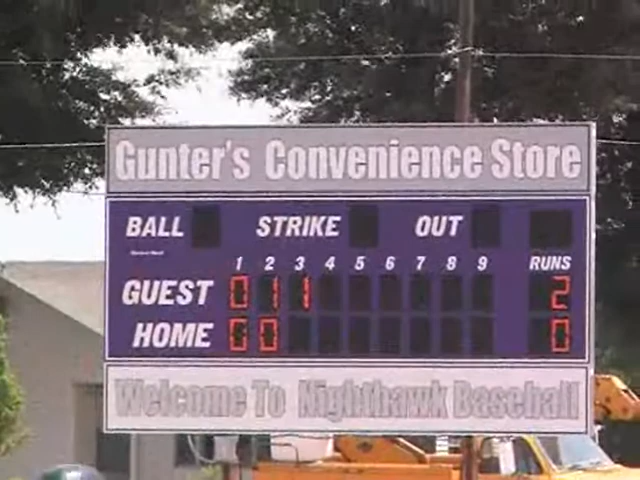 Gunter's Convenience Store
BALL STRIKE OUT
1 2 3 4 5 6 7 8 9 RUNS
GUEST 0 1 1 2
HOME 0 0 0
Welcome To Nighthawk Baseball